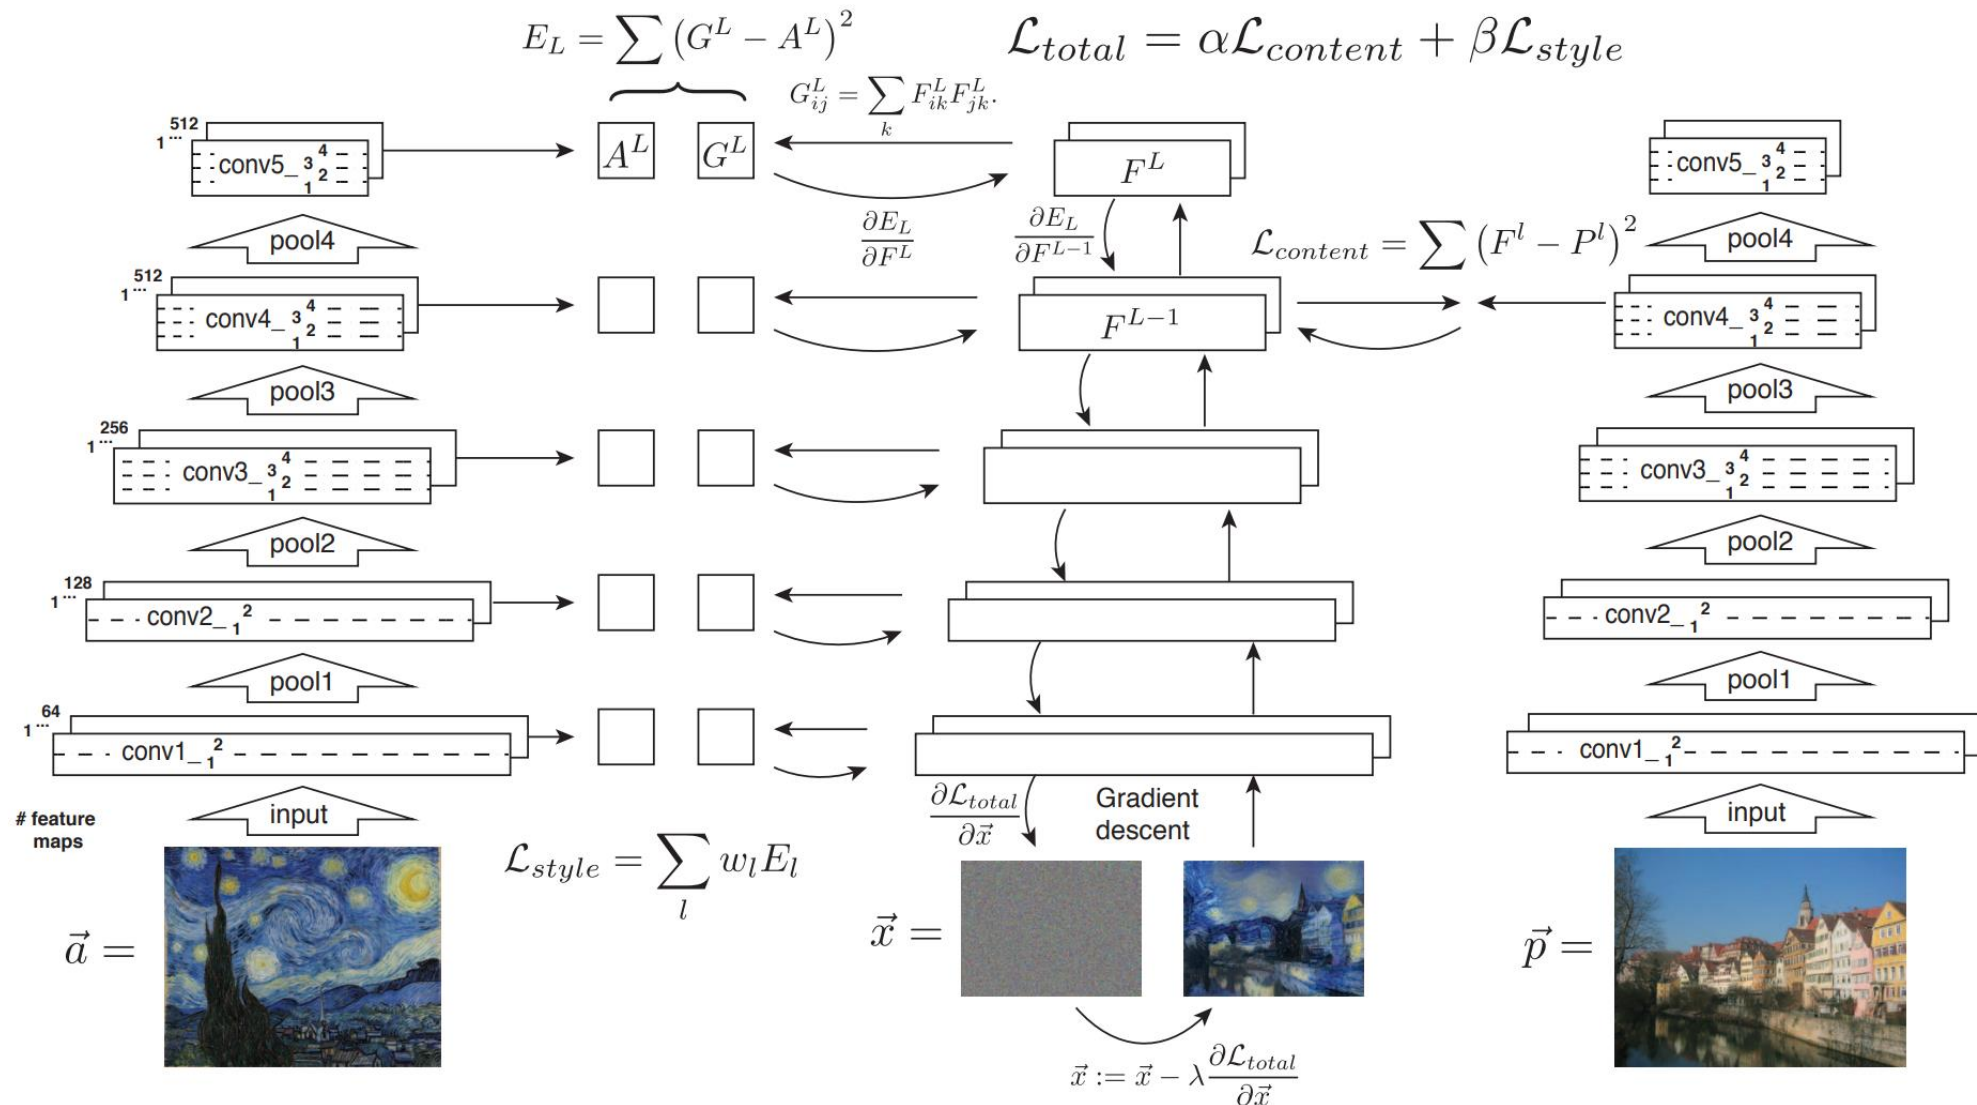 E_L = ∑ (G^L − A^L)^2
ℒ_total = αℒ_content + βℒ_style
G_ij^L = ∑_k F_ik^L F_jk^L.
1 ... 512
conv5_ 1 2 3 4
A^L
G^L
F^L
conv5_ 1 2 3 4
∂E_L/∂F^L
∂E_L/∂F^{L−1}
ℒ_content = ∑ (F^l − P^l)^2
pool4
pool4
1 ... 512
conv4_ 1 2 3 4
F^{L−1}
conv4_ 1 2 3 4
pool3
pool3
1 ... 256
conv3_ 1 2 3 4
conv3_ 1 2 3 4
pool2
pool2
1 ... 128
conv2_ 1 2
conv2_ 1 2
pool1
pool1
1 ... 64
conv1_ 1 2
conv1_ 1 2
# feature
maps
input
∂ℒ_total/∂x⃗
Gradient
descent
input
ℒ_style = ∑_l w_l E_l
a⃗ =
x⃗ =
p⃗ =
x⃗ := x⃗ − λ ∂ℒ_total/∂x⃗